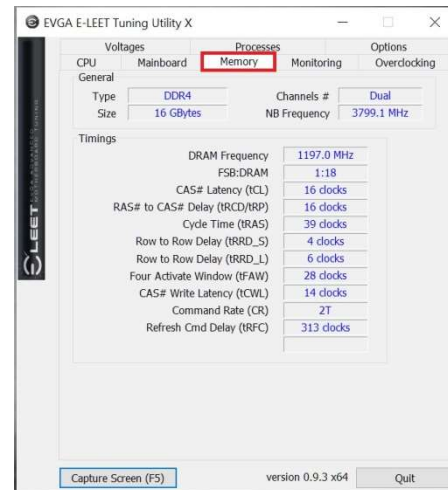 EVGA E-LEET Tuning Utility X
Voltages Processes Options
CPU Mainboard Memory Monitoring Overclocking
General
Type DDR4 Channels # Dual
Size 16 GBytes NB Frequency 3799.1 MHz
Timings
DRAM Frequency 1197.0 MHz
FSB:DRAM 1:18
CAS# Latency (tCL) 16 clocks
RAS# to CAS# Delay (tRCD/tRP) 16 clocks
Cycle Time (tRAS) 39 clocks
Row to Row Delay (tRRD_S) 4 clocks
Row to Row Delay (tRRD_L) 6 clocks
Four Activate Window (tFAW) 28 clocks
CAS# Write Latency (tCWL) 14 clocks
Command Rate (CR) 2T
Refresh Cmd Delay (tRFC) 313 clocks
LEET
Capture Screen (F5) version 0.9.3 x64 Quit